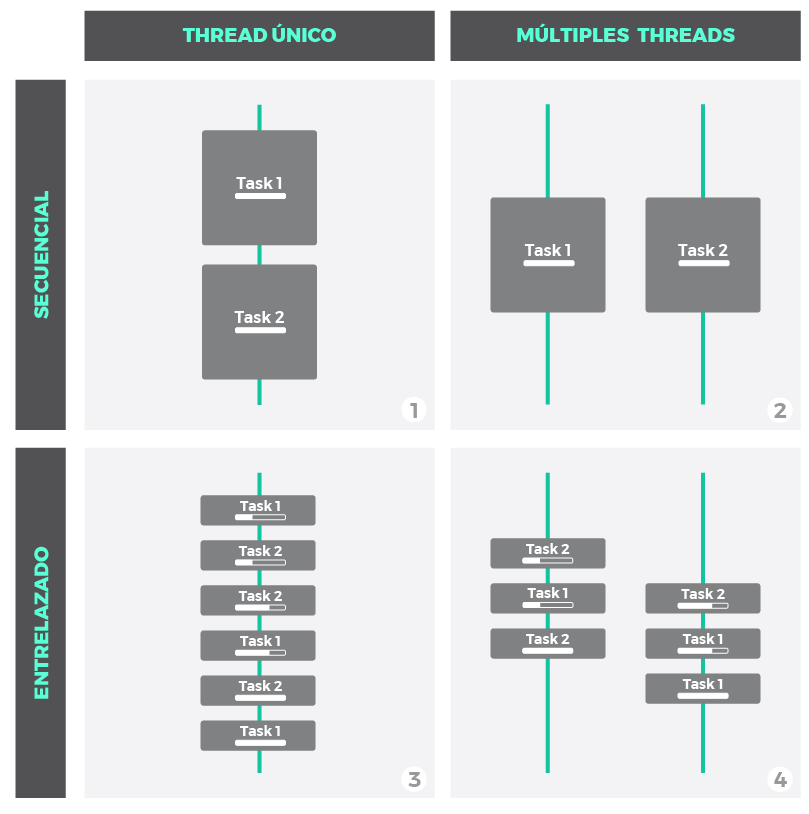 THREAD ÚNICO
MÚLTIPLES THREADS
SECUENCIAL
Task 1
Task 2
1
Task 1
Task 2
2
ENTRELAZADO
Task 1
Task 2
Task 2
Task 1
Task 2
Task 1
3
Task 2
Task 1
Task 2
Task 2
Task 1
Task 1
4